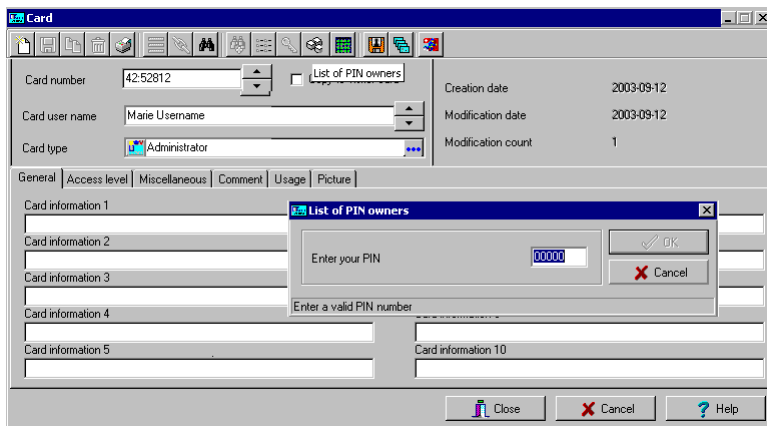 Card
List of PIN owners
Card number 42:52812
Creation date 2003-09-12
Card user name Marie Username
Modification date 2003-09-12
Card type Administrator
Modification count 1
General Access level Miscellaneous Comment Usage Picture
Card information 1
Card information 2
Card information 3
Card information 4
Card information 5
Card information 10
List of PIN owners
Enter your PIN 00000
OK
Cancel
Enter a valid PIN number
Close Cancel Help